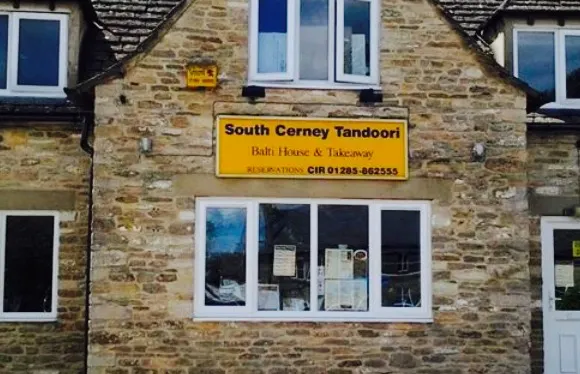 South Cerney Tandoori
Balti House & Takeaway
RESERVATIONS CIR 01285-862555